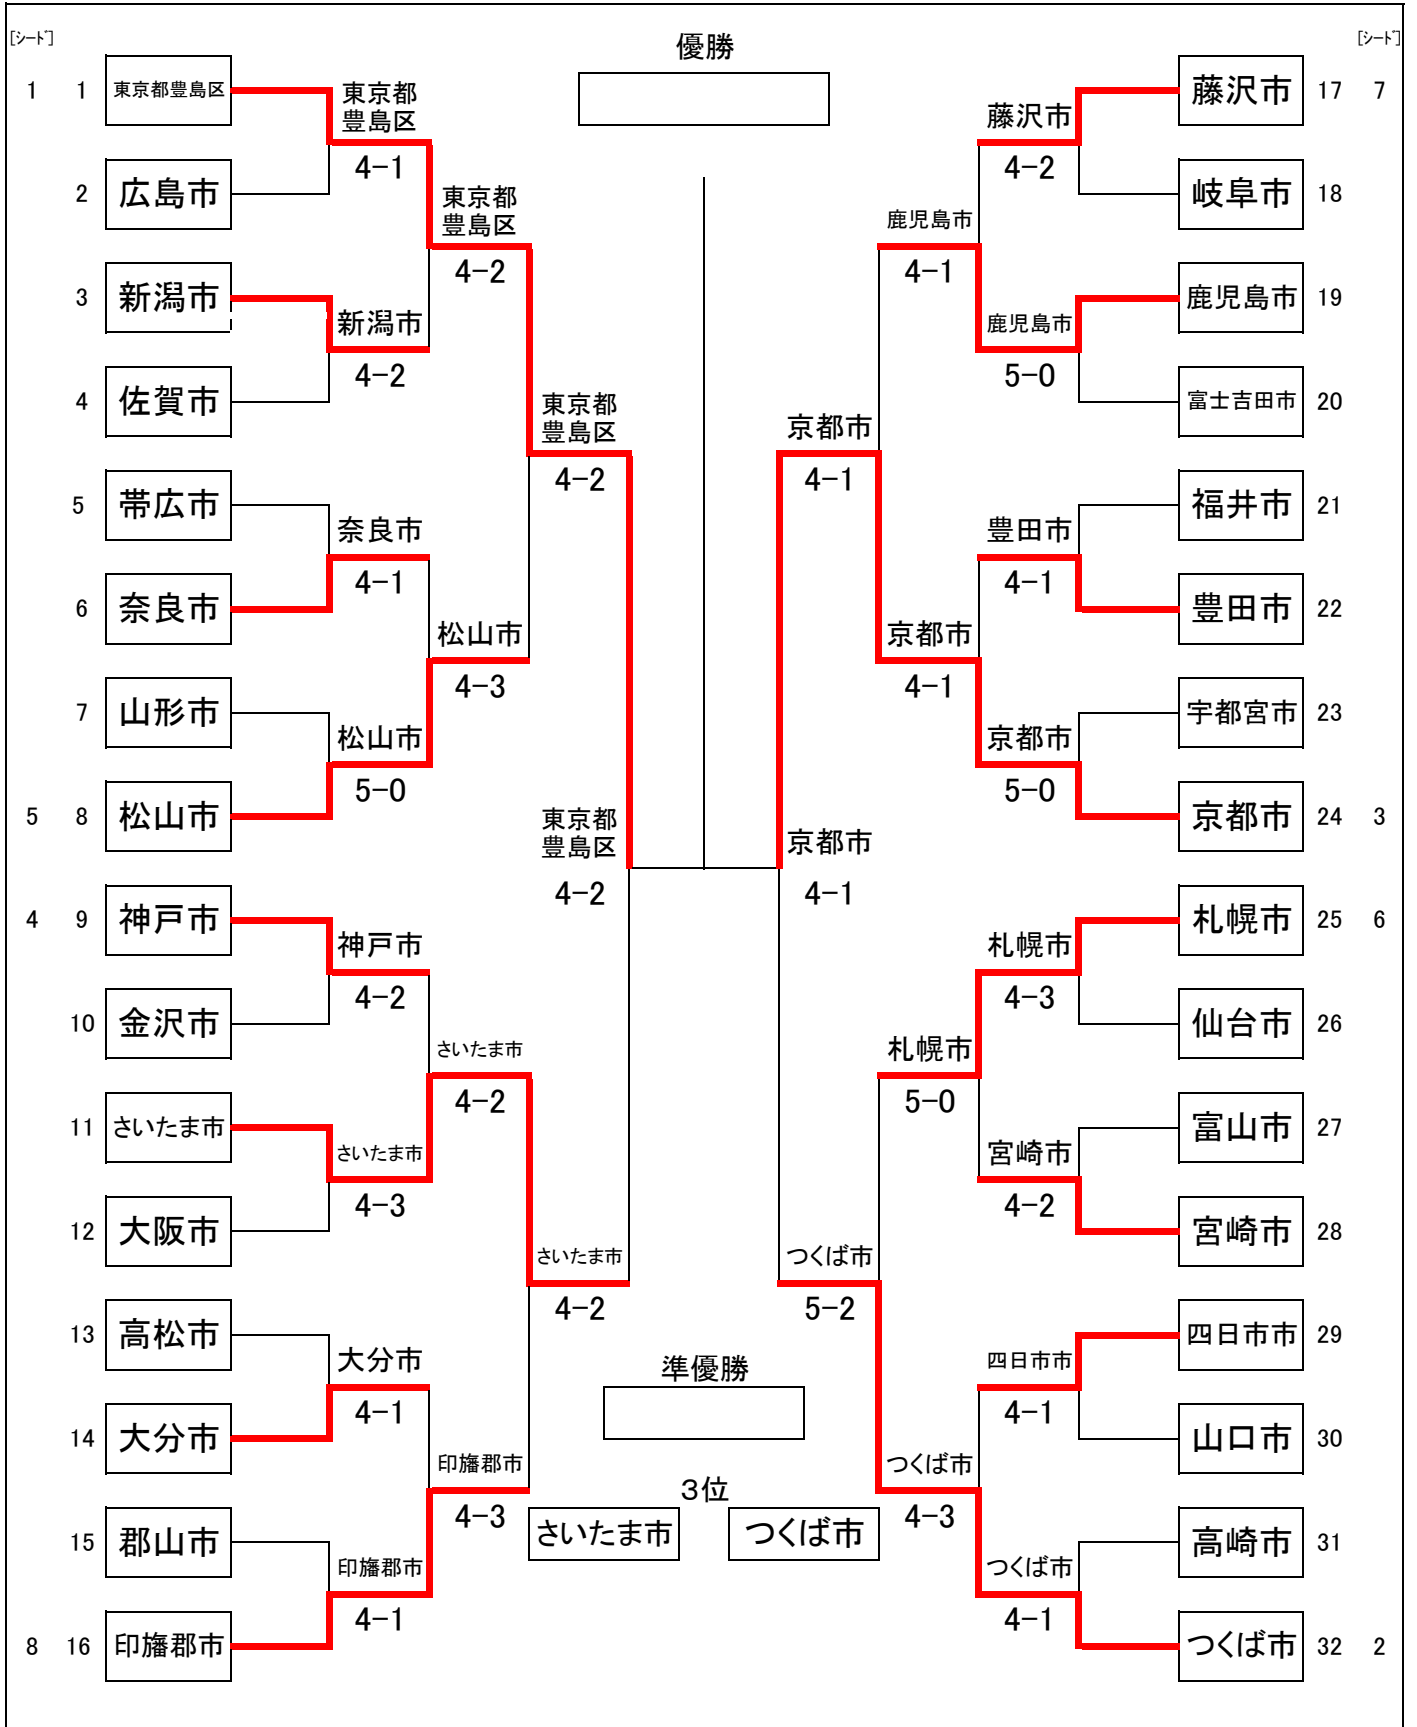 [シード]
[シード]
優勝
1 1 東京都豊島区
東京都
豊島区
4-1
2 広島市
東京都
豊島区
4-2
3 新潟市
新潟市
4-2
4 佐賀市
東京都
豊島区
4-2
5 帯広市
奈良市
4-1
6 奈良市
松山市
4-3
7 山形市
松山市
5-0
5 8 松山市
東京都
豊島区
4-2
4 9 神戸市
神戸市
4-2
10 金沢市
さいたま市
4-2
11 さいたま市
さいたま市
4-3
12 大阪市
さいたま市
4-2
13 高松市
大分市
4-1
14 大分市
印旛郡市
4-3
15 郡山市
印旛郡市
4-1
8 16 印旛郡市
藤沢市 17 7
藤沢市
4-2
岐阜市 18
鹿児島市
4-1
鹿児島市 19
鹿児島市
5-0
富士吉田市 20
京都市
4-1
福井市 21
豊田市
4-1
豊田市 22
京都市
4-1
宇都宮市 23
京都市
5-0
京都市 24 3
京都市
4-1
札幌市 25 6
札幌市
4-3
仙台市 26
札幌市
5-0
富山市 27
宮崎市
4-2
宮崎市 28
つくば市
5-2
四日市市 29
四日市市
4-1
山口市 30
つくば市
4-3
高崎市 31
つくば市
4-1
つくば市 32 2
準優勝
3位
さいたま市 つくば市